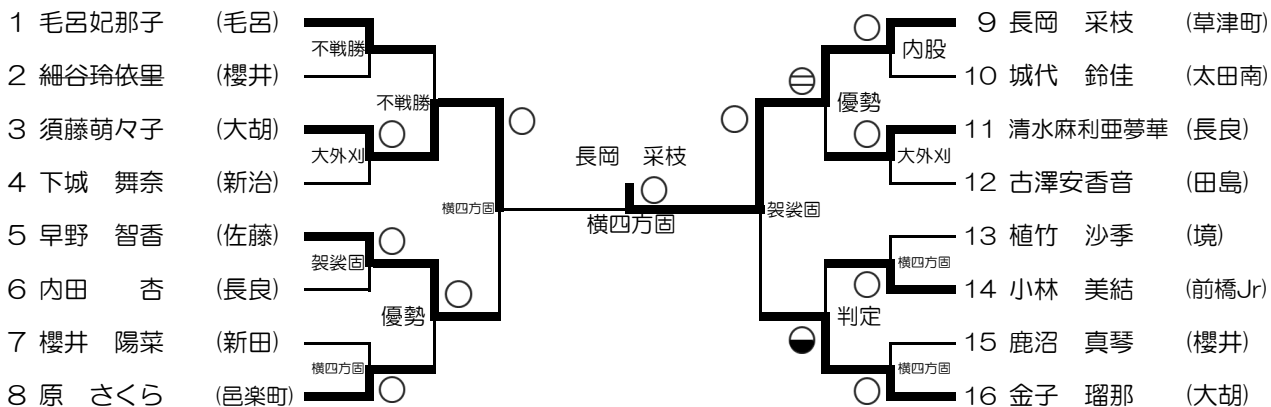 1 毛呂妃那子 (毛呂)
不戦勝
2 細谷玲依里 (櫻井)
不戦勝
3 須藤萌々子 (大胡)
大外刈
4 下城 舞奈 (新治)
横四方固
5 早野 智香 (佐藤)
袈裟固
6 内田 杏 (長良)
優勢
7 櫻井 陽菜 (新田)
横四方固
8 原 さくら (邑楽町)
長岡 采枝
横四方固
9 長岡 采枝 (草津町)
内股
10 城代 鈴佳 (太田南)
優勢
11 清水麻利亜夢華 (長良)
大外刈
12 古澤安香音 (田島)
袈裟固
13 植竹 沙季 (境)
横四方固
14 小林 美結 (前橋Jr)
判定
15 鹿沼 真琴 (櫻井)
横四方固
16 金子 瑠那 (大胡)